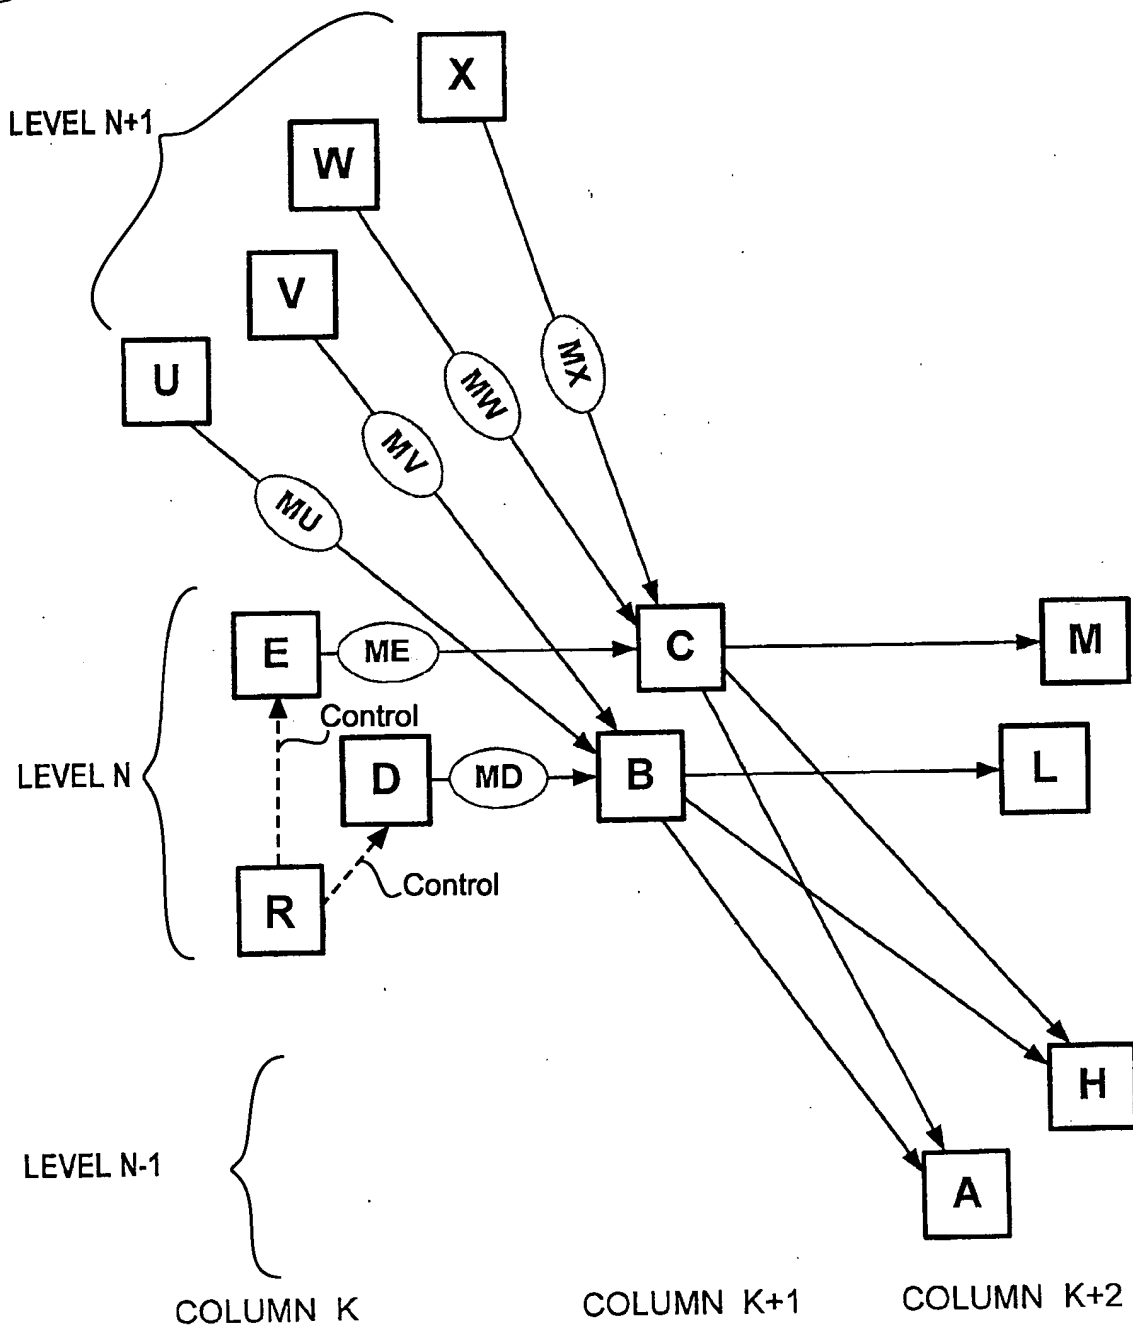 X
LEVEL N+1
W
V
U
MX
MW
MV
MU
E
ME
C
M
Control
LEVEL N
D
MD
B
L
R
Control
H
LEVEL N-1
A
COLUMN K
COLUMN K+1
COLUMN K+2